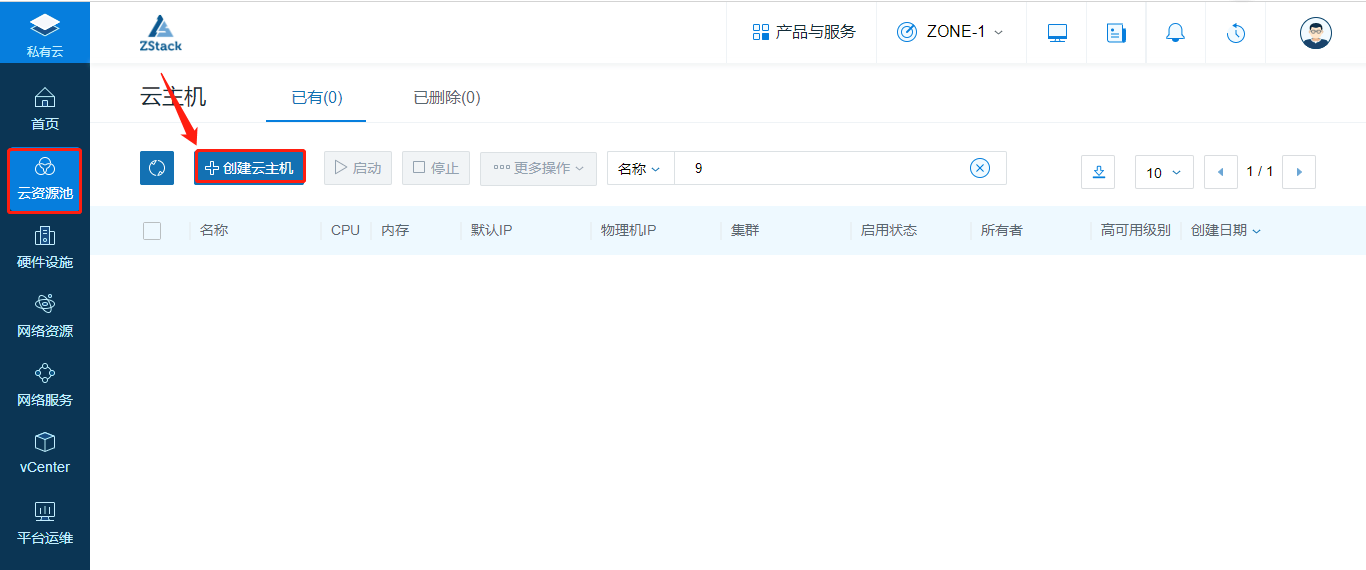 私有云
ZStack
产品与服务
ZONE-1
首页
云资源池
硬件设施
网络资源
网络服务
vCenter
平台运维
云主机
已有(0)
已删除(0)
创建云主机
启动
停止
更多操作
名称
9
10
1 / 1
名称
CPU
内存
默认IP
物理机IP
集群
启用状态
所有者
高可用级别
创建日期